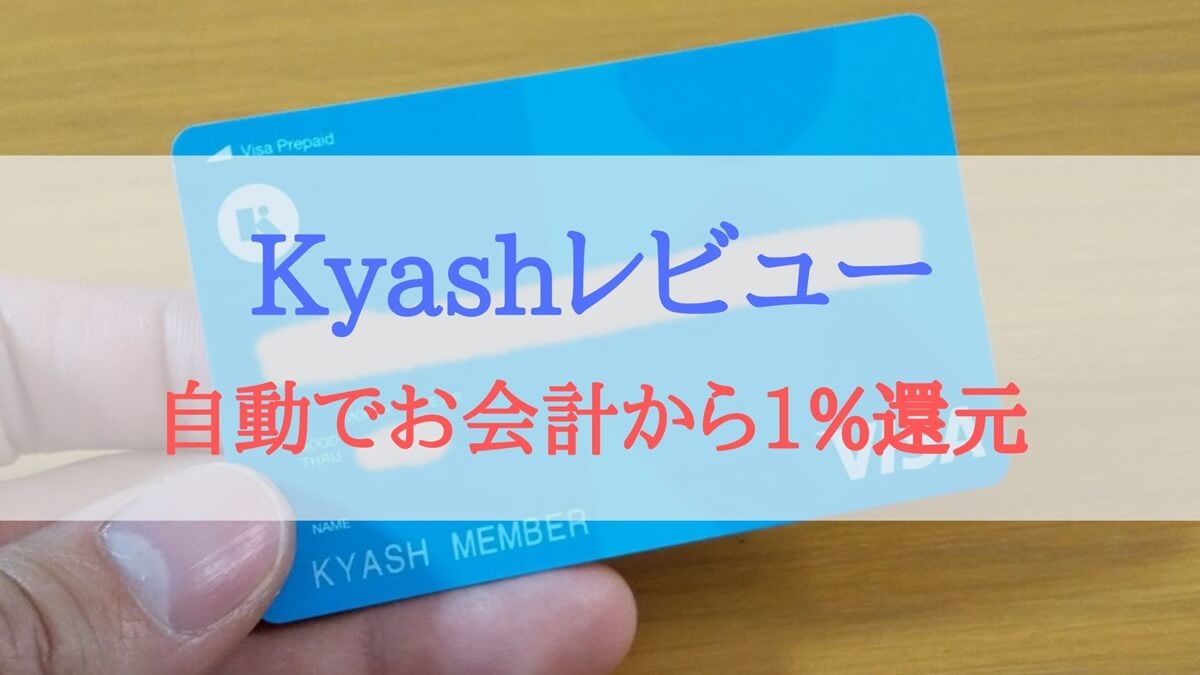 Visa Prepaid
Kyashレビュー
自動でお会計から1%還元
THRU
VISA
NAME
KYASH MEMBER